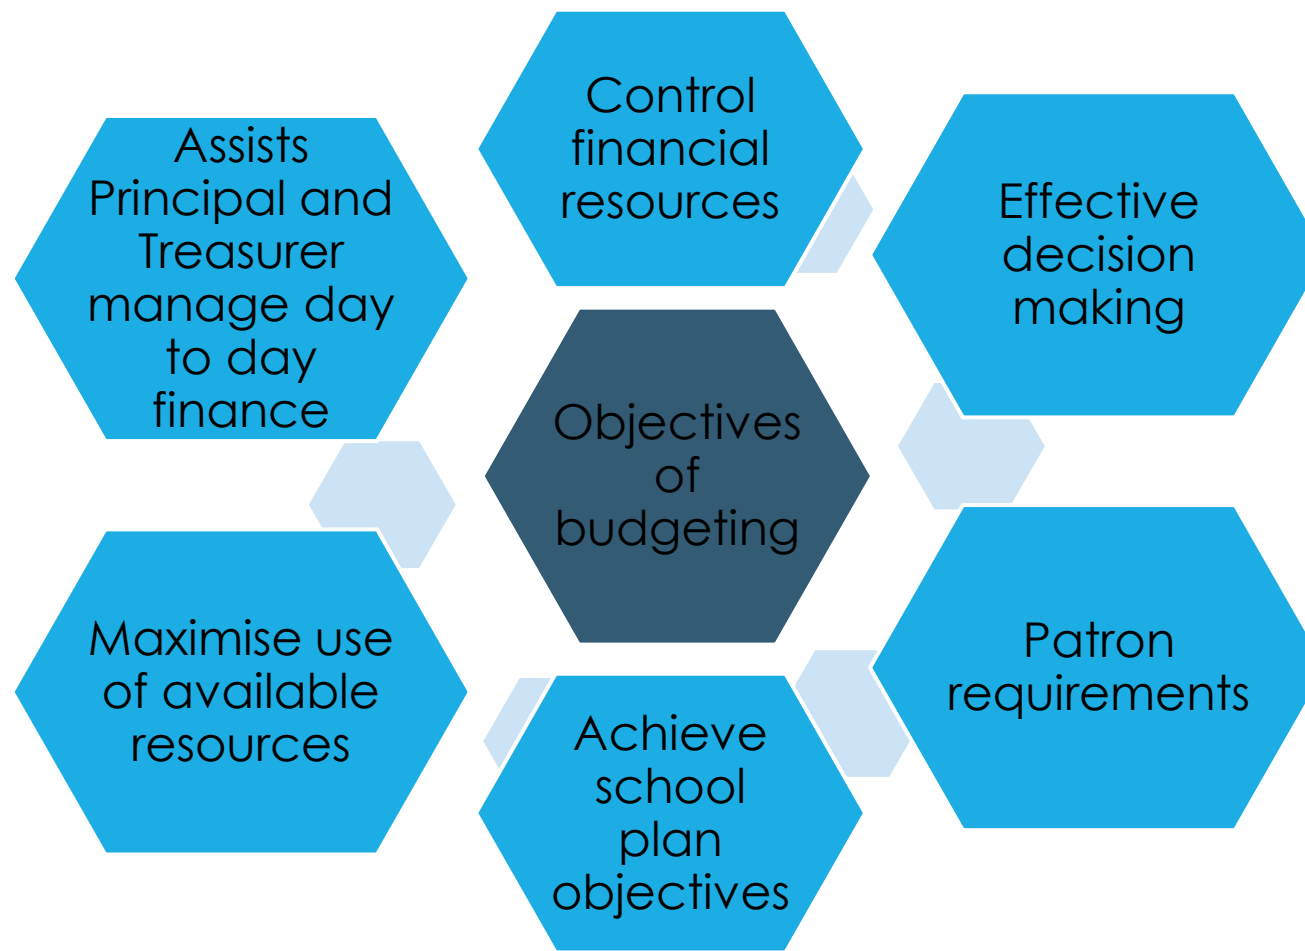 Control
financial
resources
Effective
decision
making
Patron
requirements
Achieve
school
plan
objectives
Maximise use
of available
resources
Assists
Principal and
Treasurer
manage day
to day
finance
Objectives
of
budgeting